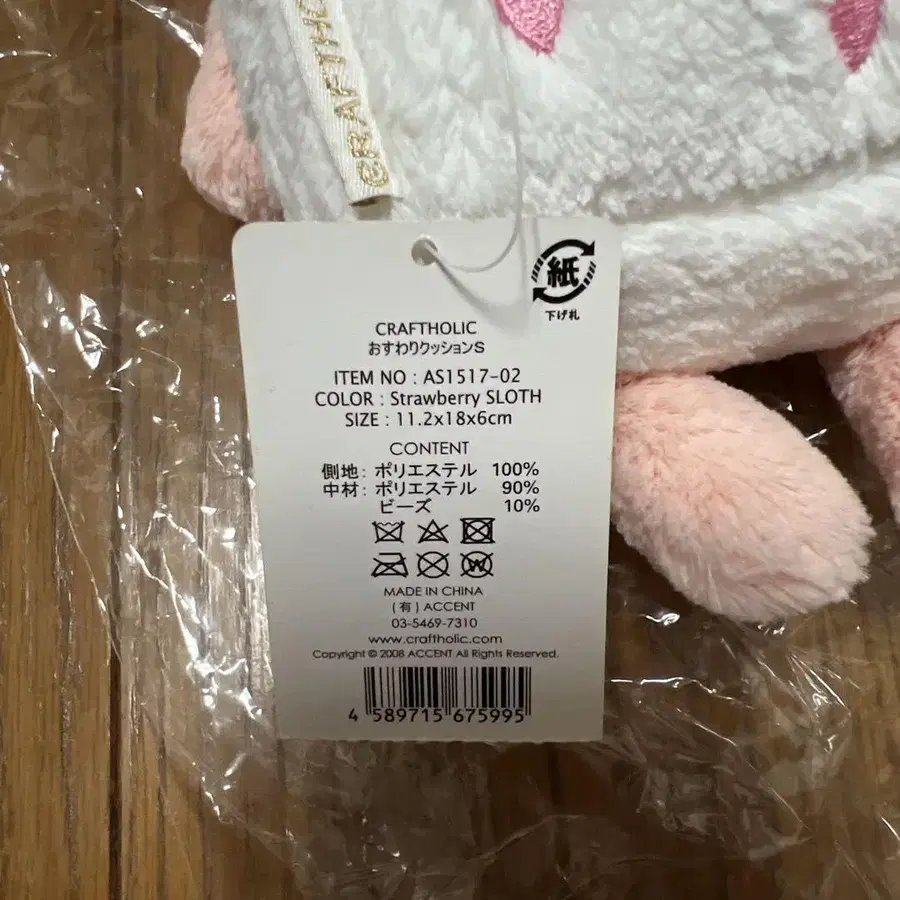 CRAFTHO
紙
下げ札
CRAFTHOLIC
おすわりクッションS
ITEM NO : AS1517-02
COLOR : Strawberry SLOTH
SIZE : 11.2x18x6cm
CONTENT
側地: ポリエステル 100%
中材: ポリエステル 90%
ビーズ 10%
W
MADE IN CHINA
(有) ACCENT
03-5469-7310
www.craftholic.com
Copyright © 2008 ACCENT All Rights Reserved.
4 589715 675995